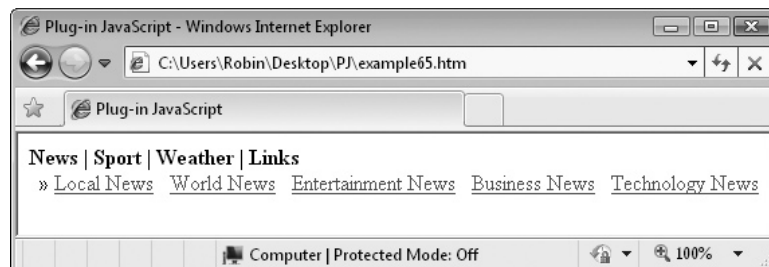 Plug-in JavaScript - Windows Internet Explorer
C:\Users\Robin\Desktop\PJ\example65.htm
Plug-in JavaScript
News | Sport | Weather | Links
» Local News World News Entertainment News Business News Technology News
Computer | Protected Mode: Off 100%